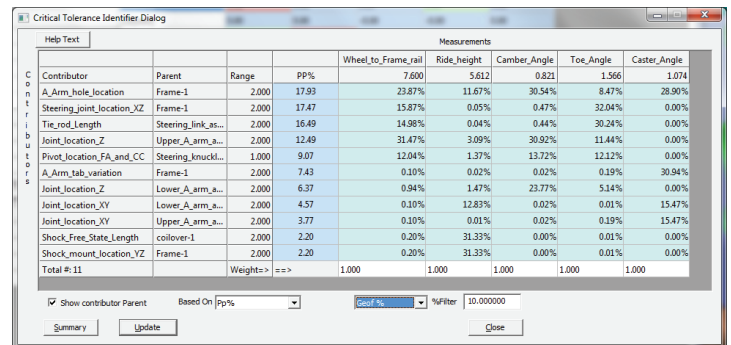 Critical Tolerance Identifier Dialog
Help Text
Measurements
Wheel_to_Frame_rail Ride_height Camber_Angle Toe_Angle Caster_Angle
Contributors
Contributor Parent Range PP% 7.600 5.612 0.821 1.566 1.074
A_Arm_hole_location Frame-1 2.000 17.93 23.87% 11.67% 30.54% 8.47% 28.90%
Steering_joint_location_XZ Frame-1 2.000 17.47 15.87% 0.05% 0.47% 32.04% 0.00%
Tie_rod_Length Steering_link_as... 2.000 16.49 14.98% 0.04% 0.44% 30.24% 0.00%
Joint_location_Z Upper_A_arm_a... 2.000 12.49 31.47% 3.09% 30.92% 11.44% 0.00%
Pivot_location_FA_and_CC Steering_knuckl... 1.000 9.07 12.04% 1.37% 13.72% 12.12% 0.00%
A_Arm_tab_variation Frame-1 2.000 7.43 0.10% 0.02% 0.02% 0.19% 30.94%
Joint_location_Z Lower_A_arm_a... 2.000 6.37 0.94% 1.47% 23.77% 5.14% 0.00%
Joint_location_XY Lower_A_arm_a... 2.000 4.57 0.10% 12.83% 0.02% 0.01% 15.47%
Joint_location_XY Upper_A_arm_a... 2.000 3.77 0.10% 0.01% 0.02% 0.19% 15.47%
Shock_Free_State_Length coilover-1 2.000 2.20 0.20% 31.33% 0.00% 0.01% 0.00%
Shock_mount_location_YZ Frame-1 2.000 2.20 0.20% 31.33% 0.00% 0.01% 0.00%
Total #: 11 Weight=> ==> 1.000 1.000 1.000 1.000 1.000
Show contributor Parent Based On Pp% Geof % %Filter 10.000000
Summary Update Close